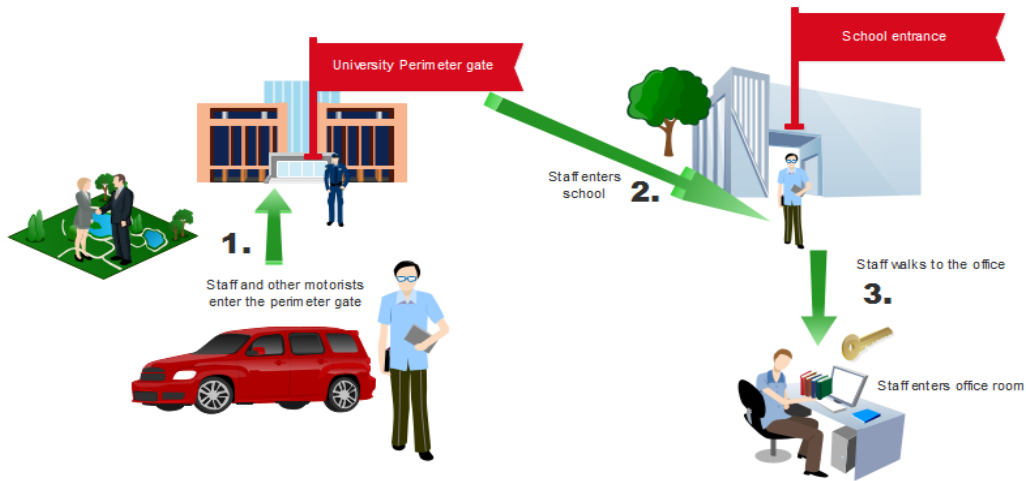 University Perimeter gate
School entrance
Staff enters
school
2.
1.
Staff and other motorists
enter the perimeter gate
Staff walks to the office
3.
Staff enters office room